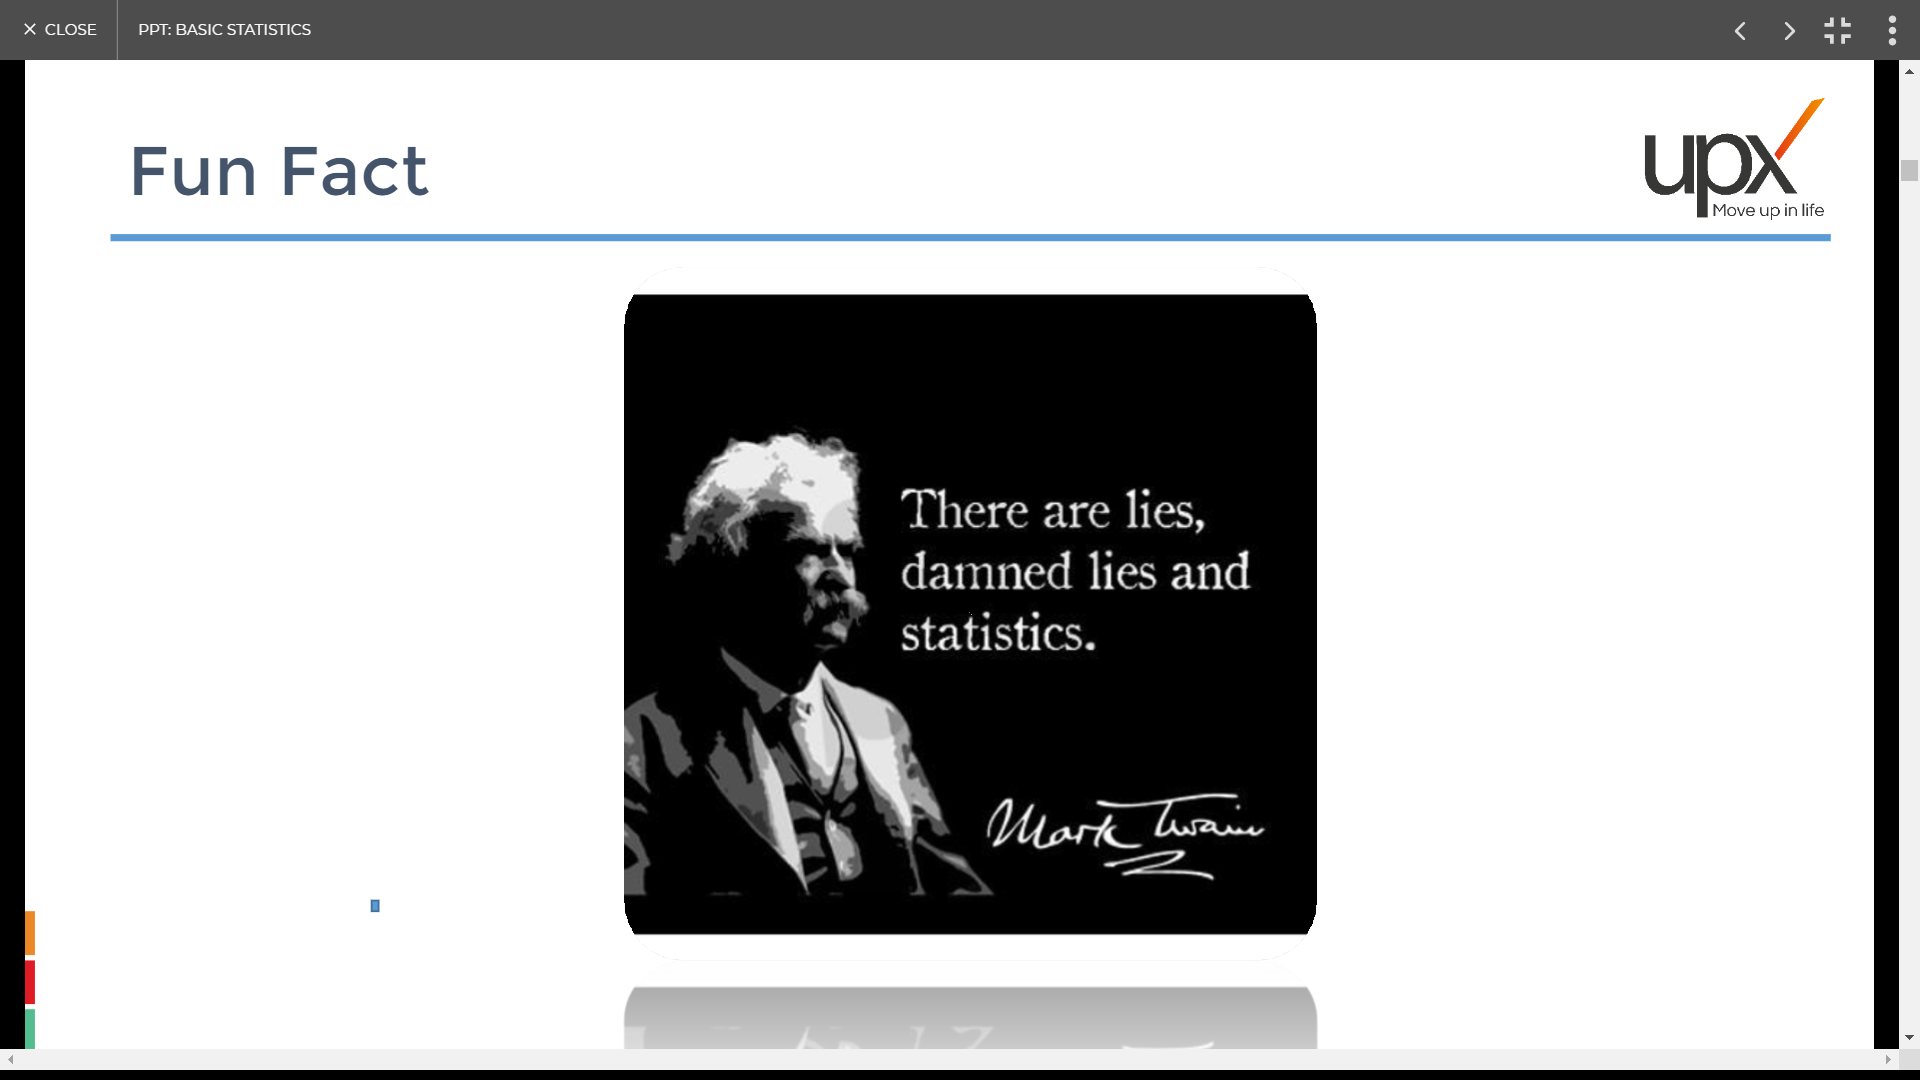 CLOSE
PPT: BASIC STATISTICS
Fun Fact
upx
Move up in life
There are lies,
damned lies and
statistics.
Mark Twain